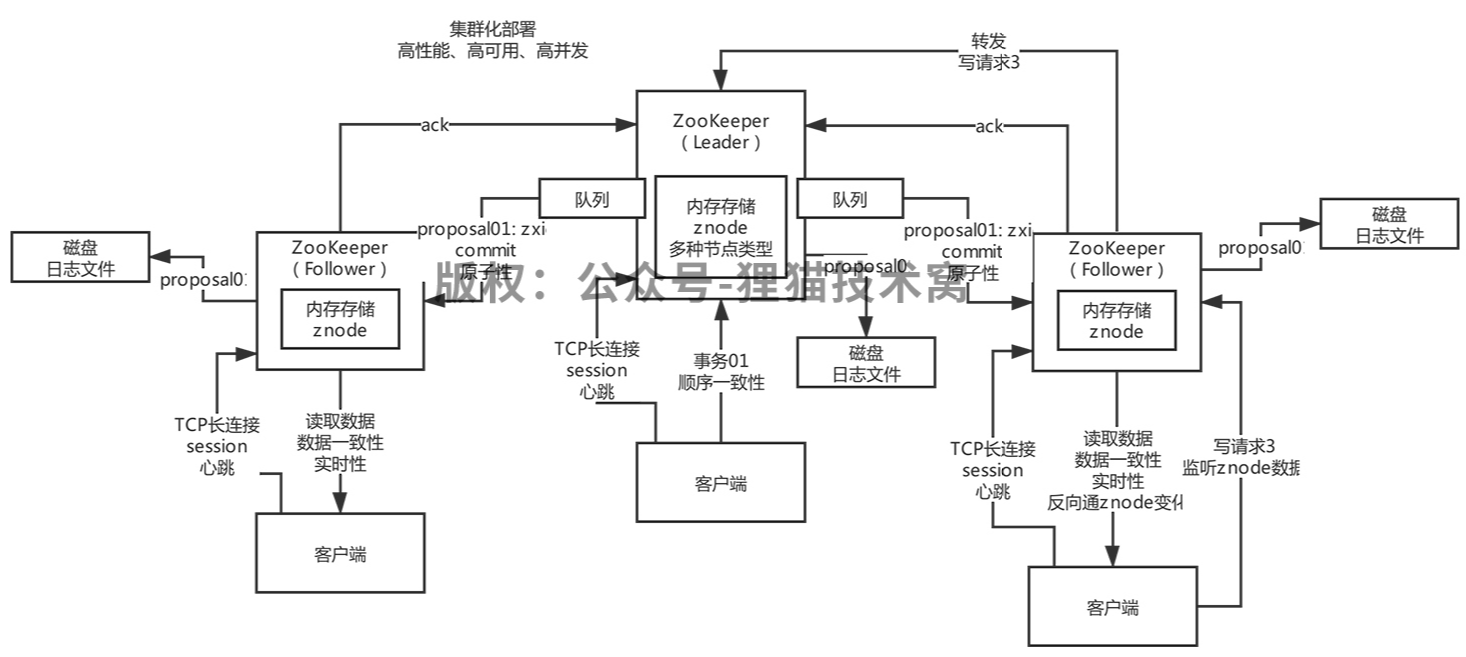 集群化部署
高性能、高可用、高并发
转发
写请求3
ack
ZooKeeper
（Leader）
ack
队列
内存存储
znode
多种节点类型
队列
磁盘
日志文件
ZooKeeper
（Follower）
内存存储
znode
proposal01: zxi
commit
原子性
proposal0
proposal01: zxi
commit
原子性
ZooKeeper
（Follower）
内存存储
znode
磁盘
日志文件
proposal01
proposal01
版权：公众号-狸猫技术窝
TCP长连接
session
心跳
事务01
顺序一致性
磁盘
日志文件
TCP长连接
session
心跳
读取数据
数据一致性
实时性
TCP长连接
session
心跳
读取数据
数据一致性
实时性
反向通znode变化
写请求3
监听znode数据
客户端
客户端
客户端